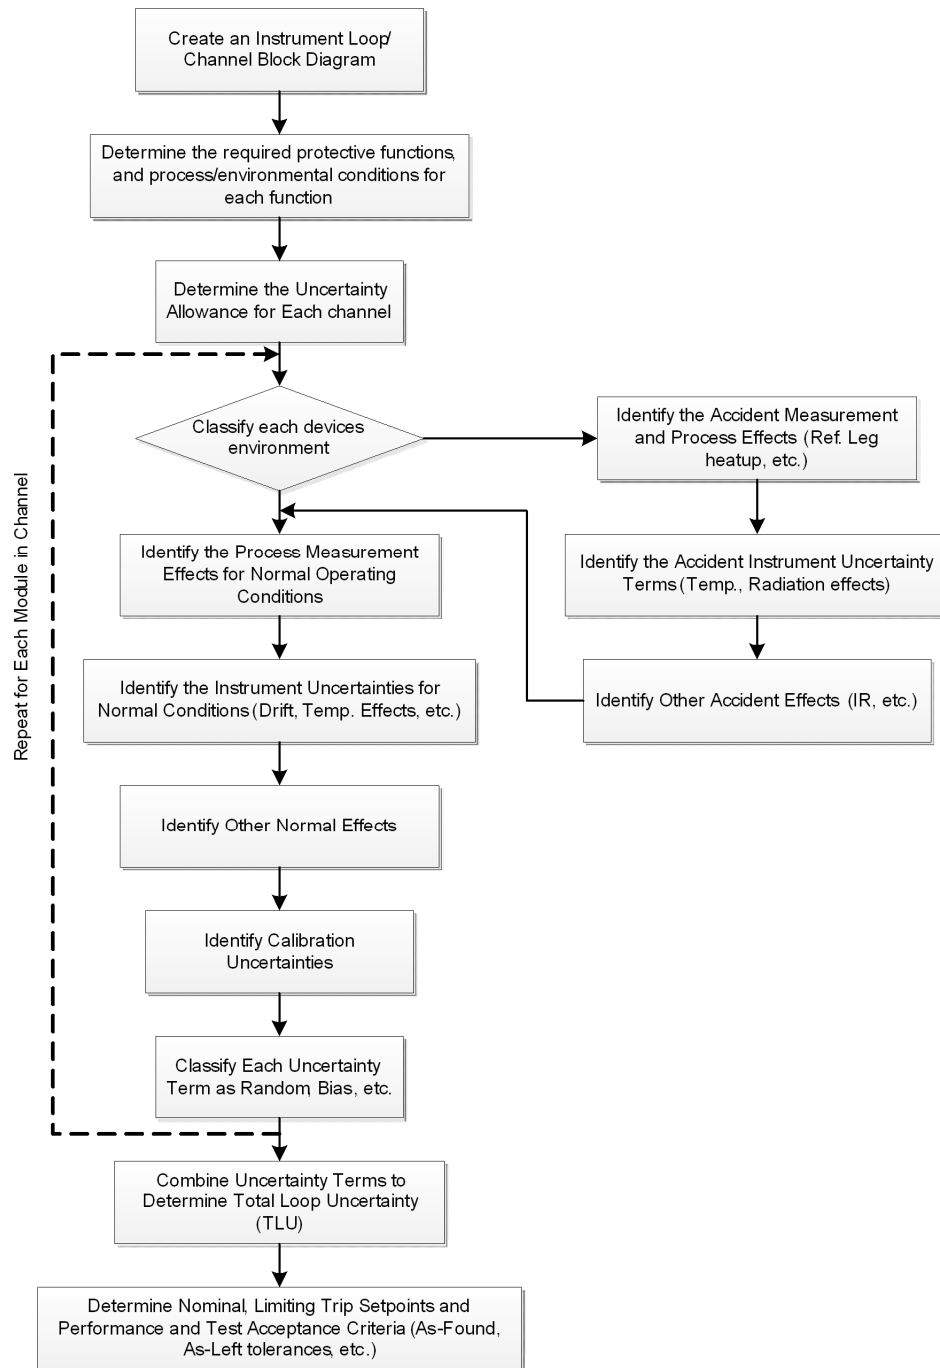 Create an Instrument Loop/
Channel Block Diagram
Determine the required protective functions,
and process/environmental conditions for
each function
Determine the Uncertainty
Allowance for Each channel
Classify each devices
environment
Identify the Accident Measurement
and Process Effects (Ref. Leg
heatup, etc.)
Identify the Process Measurement
Effects for Normal Operating
Conditions
Identify the Accident Instrument Uncertainty
Terms (Temp., Radiation effects)
Identify the Instrument Uncertainties for
Normal Conditions (Drift, Temp. Effects, etc.)
Identify Other Accident Effects (IR, etc.)
Repeat for Each Module in Channel
Identify Other Normal Effects
Identify Calibration
Uncertainties
Classify Each Uncertainty
Term as Random, Bias, etc.
Combine Uncertainty Terms to
Determine Total Loop Uncertainty
(TLU)
Determine Nominal, Limiting Trip Setpoints and
Performance and Test Acceptance Criteria (As-Found,
As-Left tolerances, etc.)